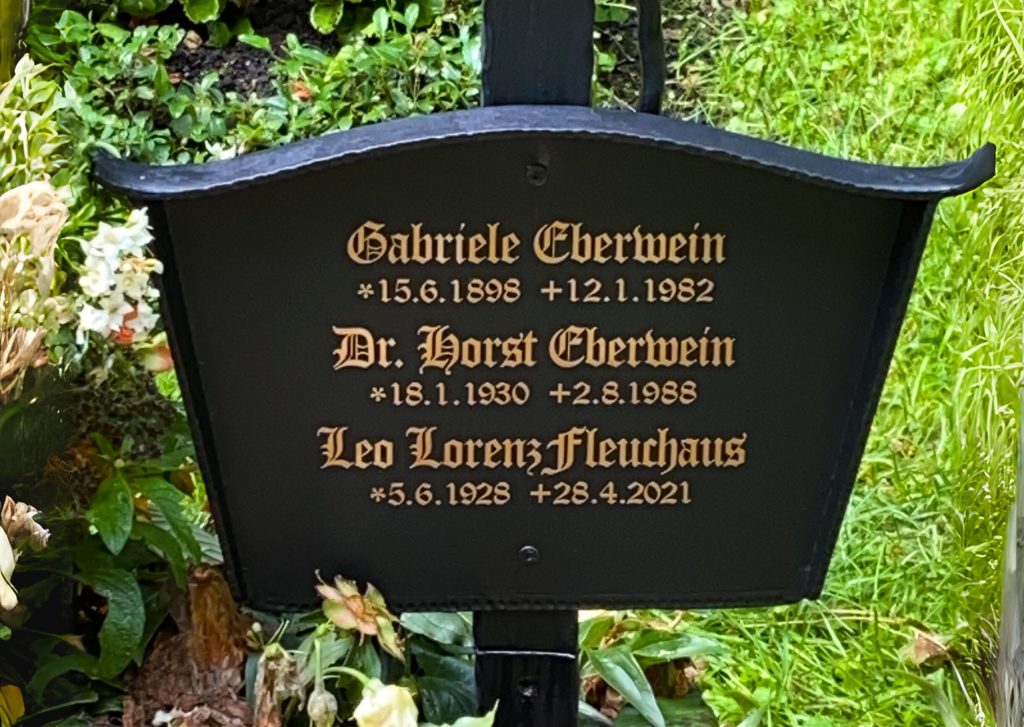 Gabriele Eberwein
*15.6.1898 +12.1.1982
Dr. Horst Eberwein
*18.1.1930 +2.8.1988
Leo Lorenz Fleuchaus
*5.6.1928 +28.4.2021